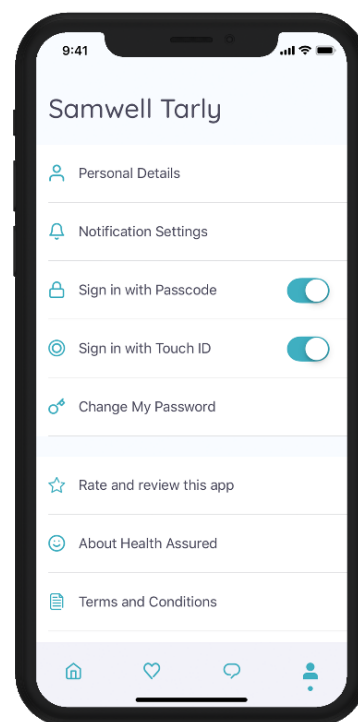 9:41
Samwell Tarly
Personal Details
Notification Settings
Sign in with Passcode
Sign in with Touch ID
Change My Password
Rate and review this app
About Health Assured
Terms and Conditions